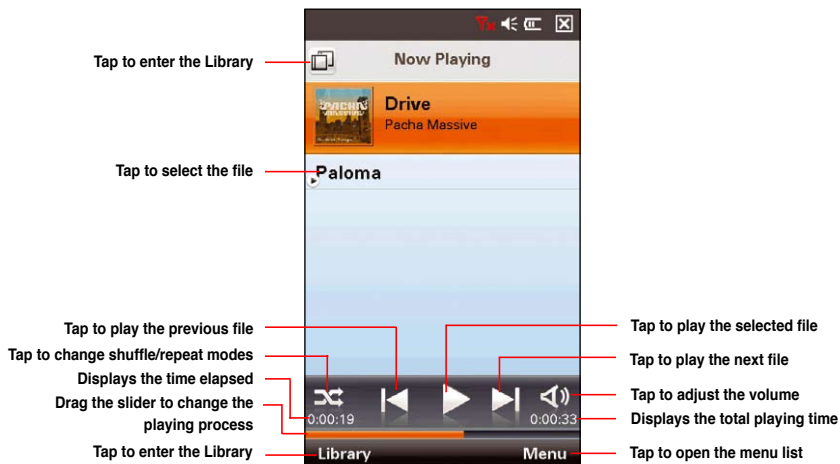 Tap to enter the Library
Now Playing
PACHA
MASSIVE
Drive
Pacha Massive
Tap to select the file
Paloma
Tap to play the previous file
Tap to change shuffle/repeat modes
Displays the time elapsed
Drag the slider to change the
playing process
Tap to enter the Library
0:00:19
0:00:33
Library
Menu
Tap to play the selected file
Tap to play the next file
Tap to adjust the volume
Displays the total playing time
Tap to open the menu list